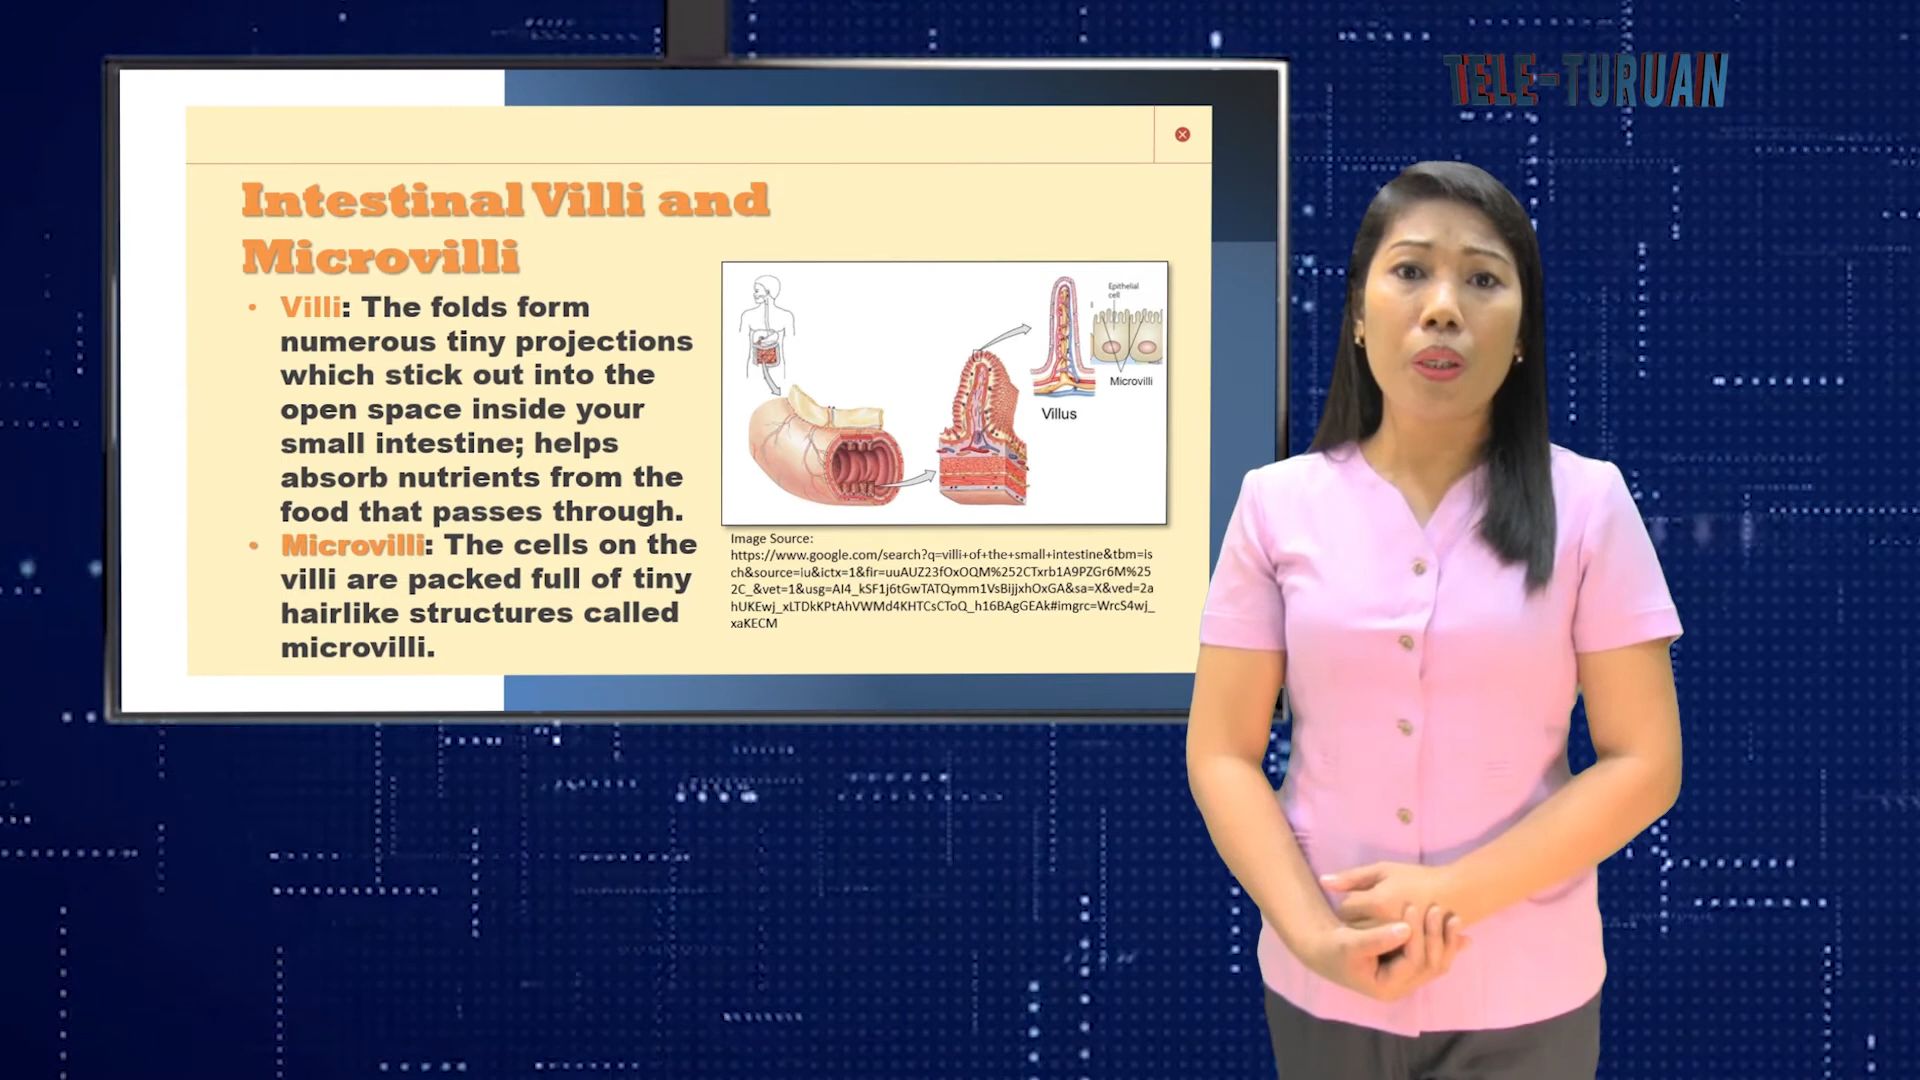 TELE-TURUAN
Intestinal Villi and
Microvilli
• Villi: The folds form
numerous tiny projections
which stick out into the
open space inside your
small intestine; helps
absorb nutrients from the
food that passes through.
• Microvilli: The cells on the
villi are packed full of tiny
hairlike structures called
microvilli.
Epithelial
cell
Microvilli
Villus
Image Source:
https://www.google.com/search?q=villi+of+the+small+intestine&tbm=is
ch&source=iu&ictx=1&fir=uuAUZ23fOxOQM%252CTxrb1A9PZGr6M%25
2C_&vet=1&usg=AI4_kSF1j6tGwTATQymm1VsBijjxhOxGA&sa=X&ved=2a
hUKEwj_xLTDkKPtAhVWMd4KHTCsCToQ_h16BAgGEAk#imgrc=WrcS4wj_
xaKECM